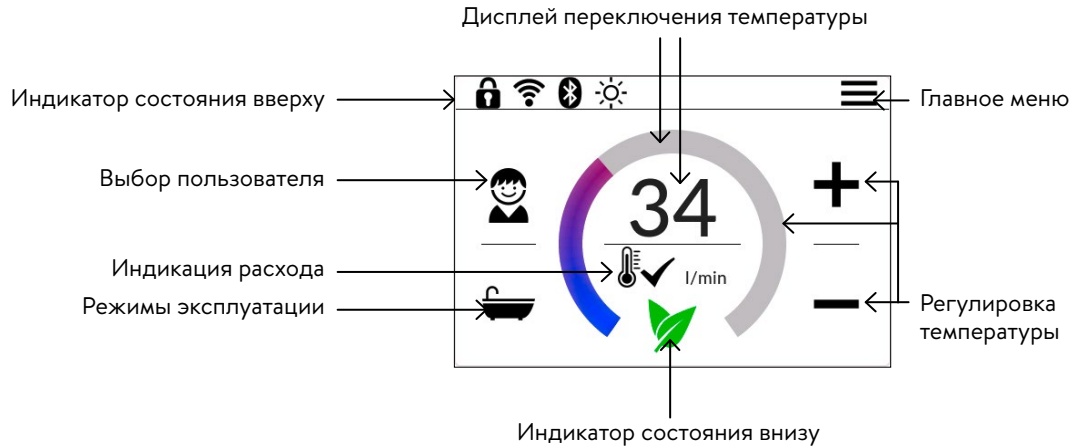 Дисплей переключения температуры
Индикатор состояния вверху
Главное меню
Выбор пользователя
34
Индикация расхода
l/min
Режимы эксплуатации
Регулировка
температуры
Индикатор состояния внизу